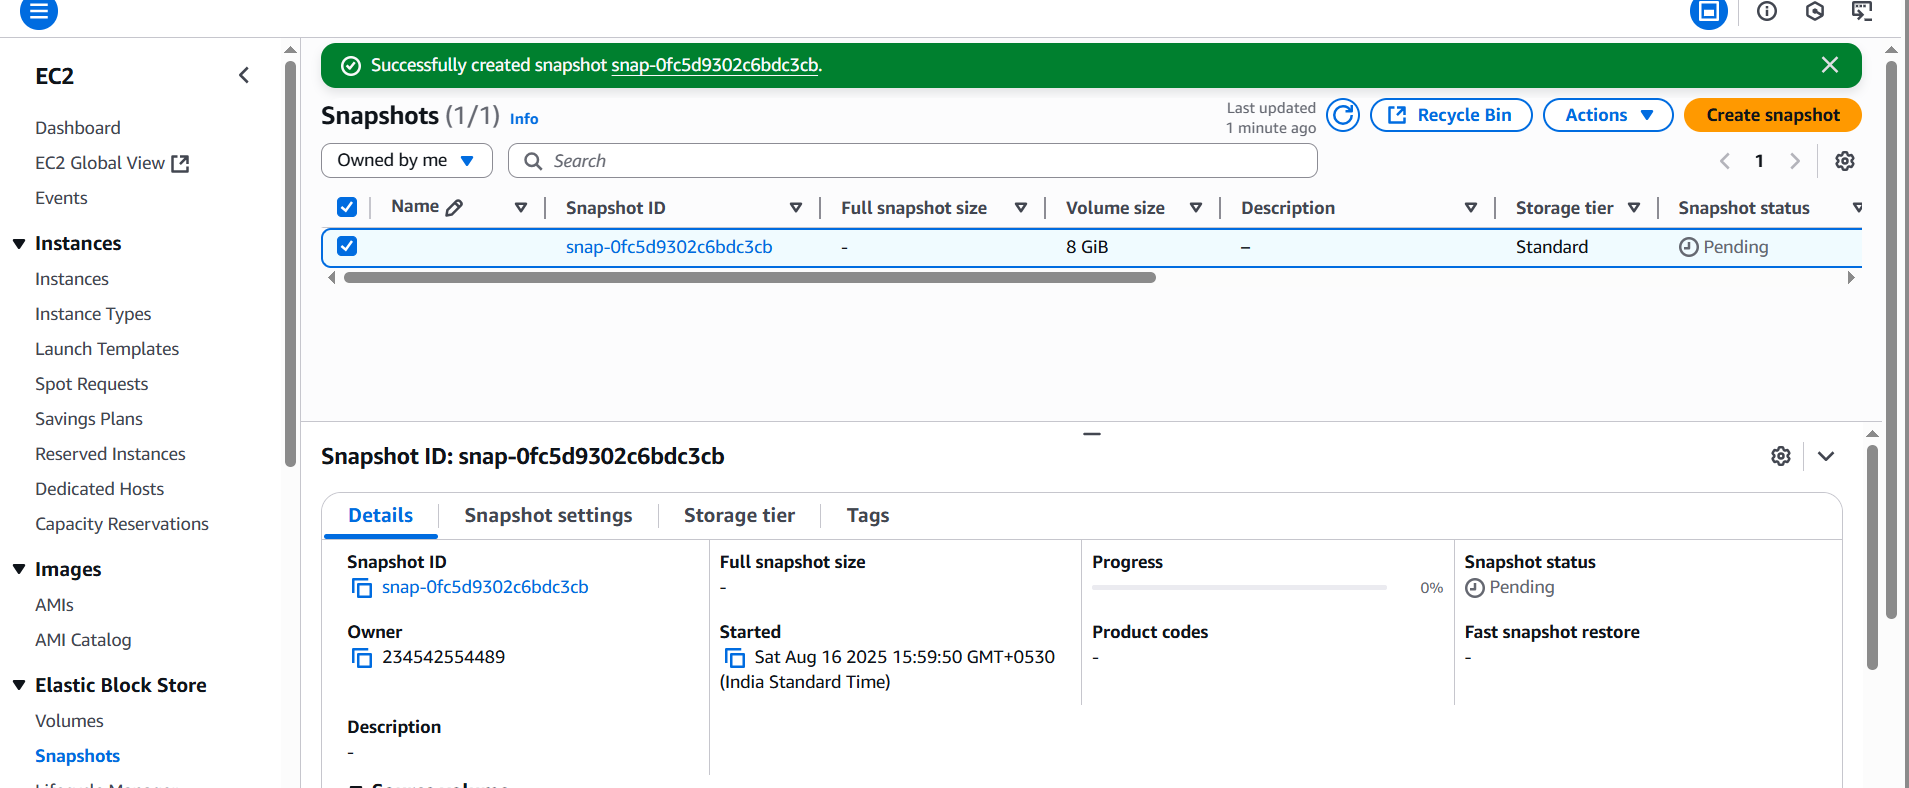 Successfully created snapshot snap-0fc5d9302c6bdc3cb.
EC2
Dashboard
EC2 Global View
Events
Instances
Instances
Instance Types
Launch Templates
Spot Requests
Savings Plans
Reserved Instances
Dedicated Hosts
Capacity Reservations
Images
AMIs
AMI Catalog
Elastic Block Store
Volumes
Snapshots
Snapshots (1/1) Info
Last updated
1 minute ago
Recycle Bin
Actions
Create snapshot
Owned by me
Search
1
Name Snapshot ID Full snapshot size Volume size Description Storage tier Snapshot status
snap-0fc5d9302c6bdc3cb - 8 GiB – Standard Pending
Snapshot ID: snap-0fc5d9302c6bdc3cb
Details Snapshot settings Storage tier Tags
Snapshot ID
snap-0fc5d9302c6bdc3cb
Full snapshot size
-
Progress
0%
Snapshot status
Pending
Owner
234542554489
Started
Sat Aug 16 2025 15:59:50 GMT+0530
(India Standard Time)
Product codes
-
Fast snapshot restore
-
Description
-